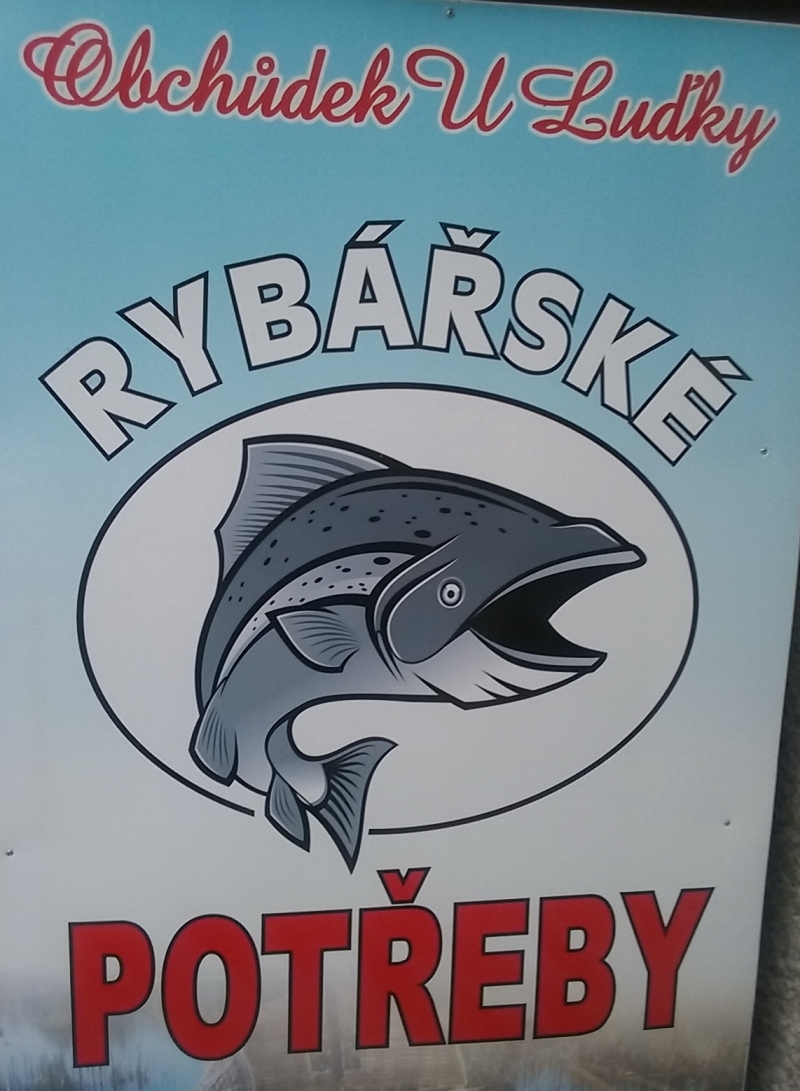 Obchůdek U Luďky
RYBÁŘSKÉ
POTŘEBY